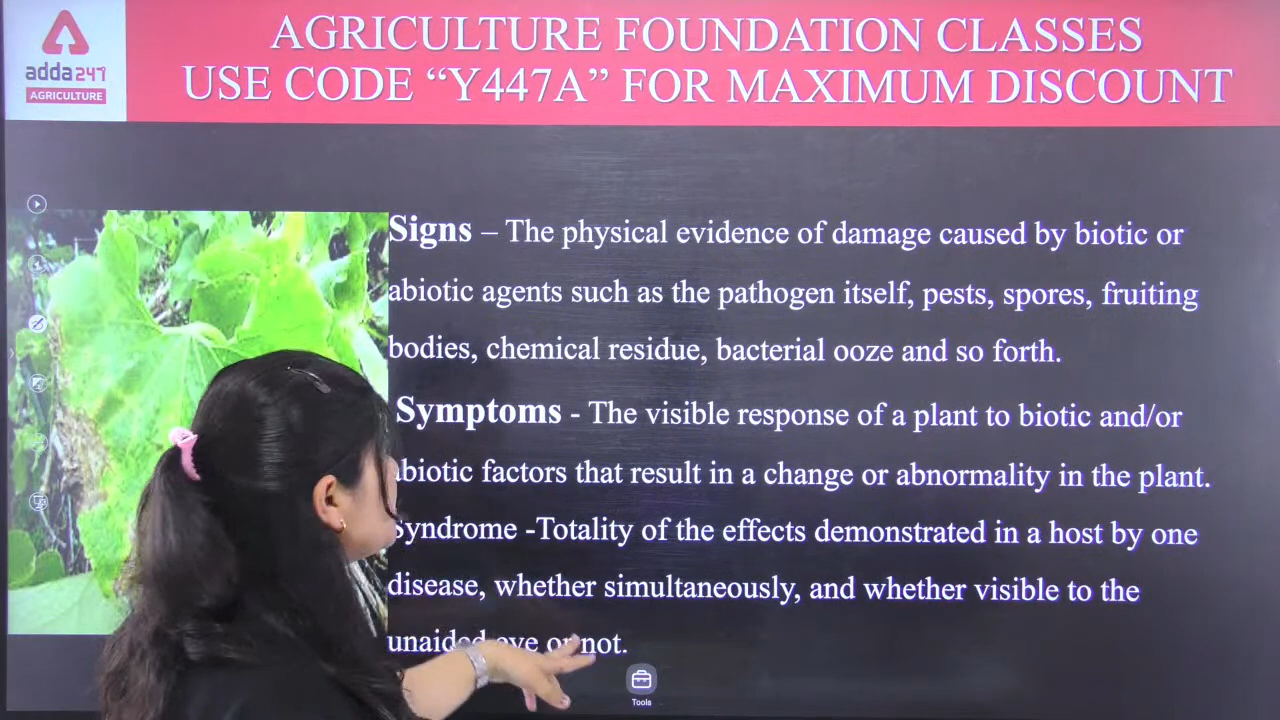 AGRICULTURE FOUNDATION CLASSES
USE CODE “Y447A” FOR MAXIMUM DISCOUNT
adda247
AGRICULTURE
Signs – The physical evidence of damage caused by biotic or
abiotic agents such as the pathogen itself, pests, spores, fruiting
bodies, chemical residue, bacterial ooze and so forth.
Symptoms - The visible response of a plant to biotic and/or
abiotic factors that result in a change or abnormality in the plant.
Syndrome -Totality of the effects demonstrated in a host by one
disease, whether simultaneously, and whether visible to the
unaided eye or not.
Tools